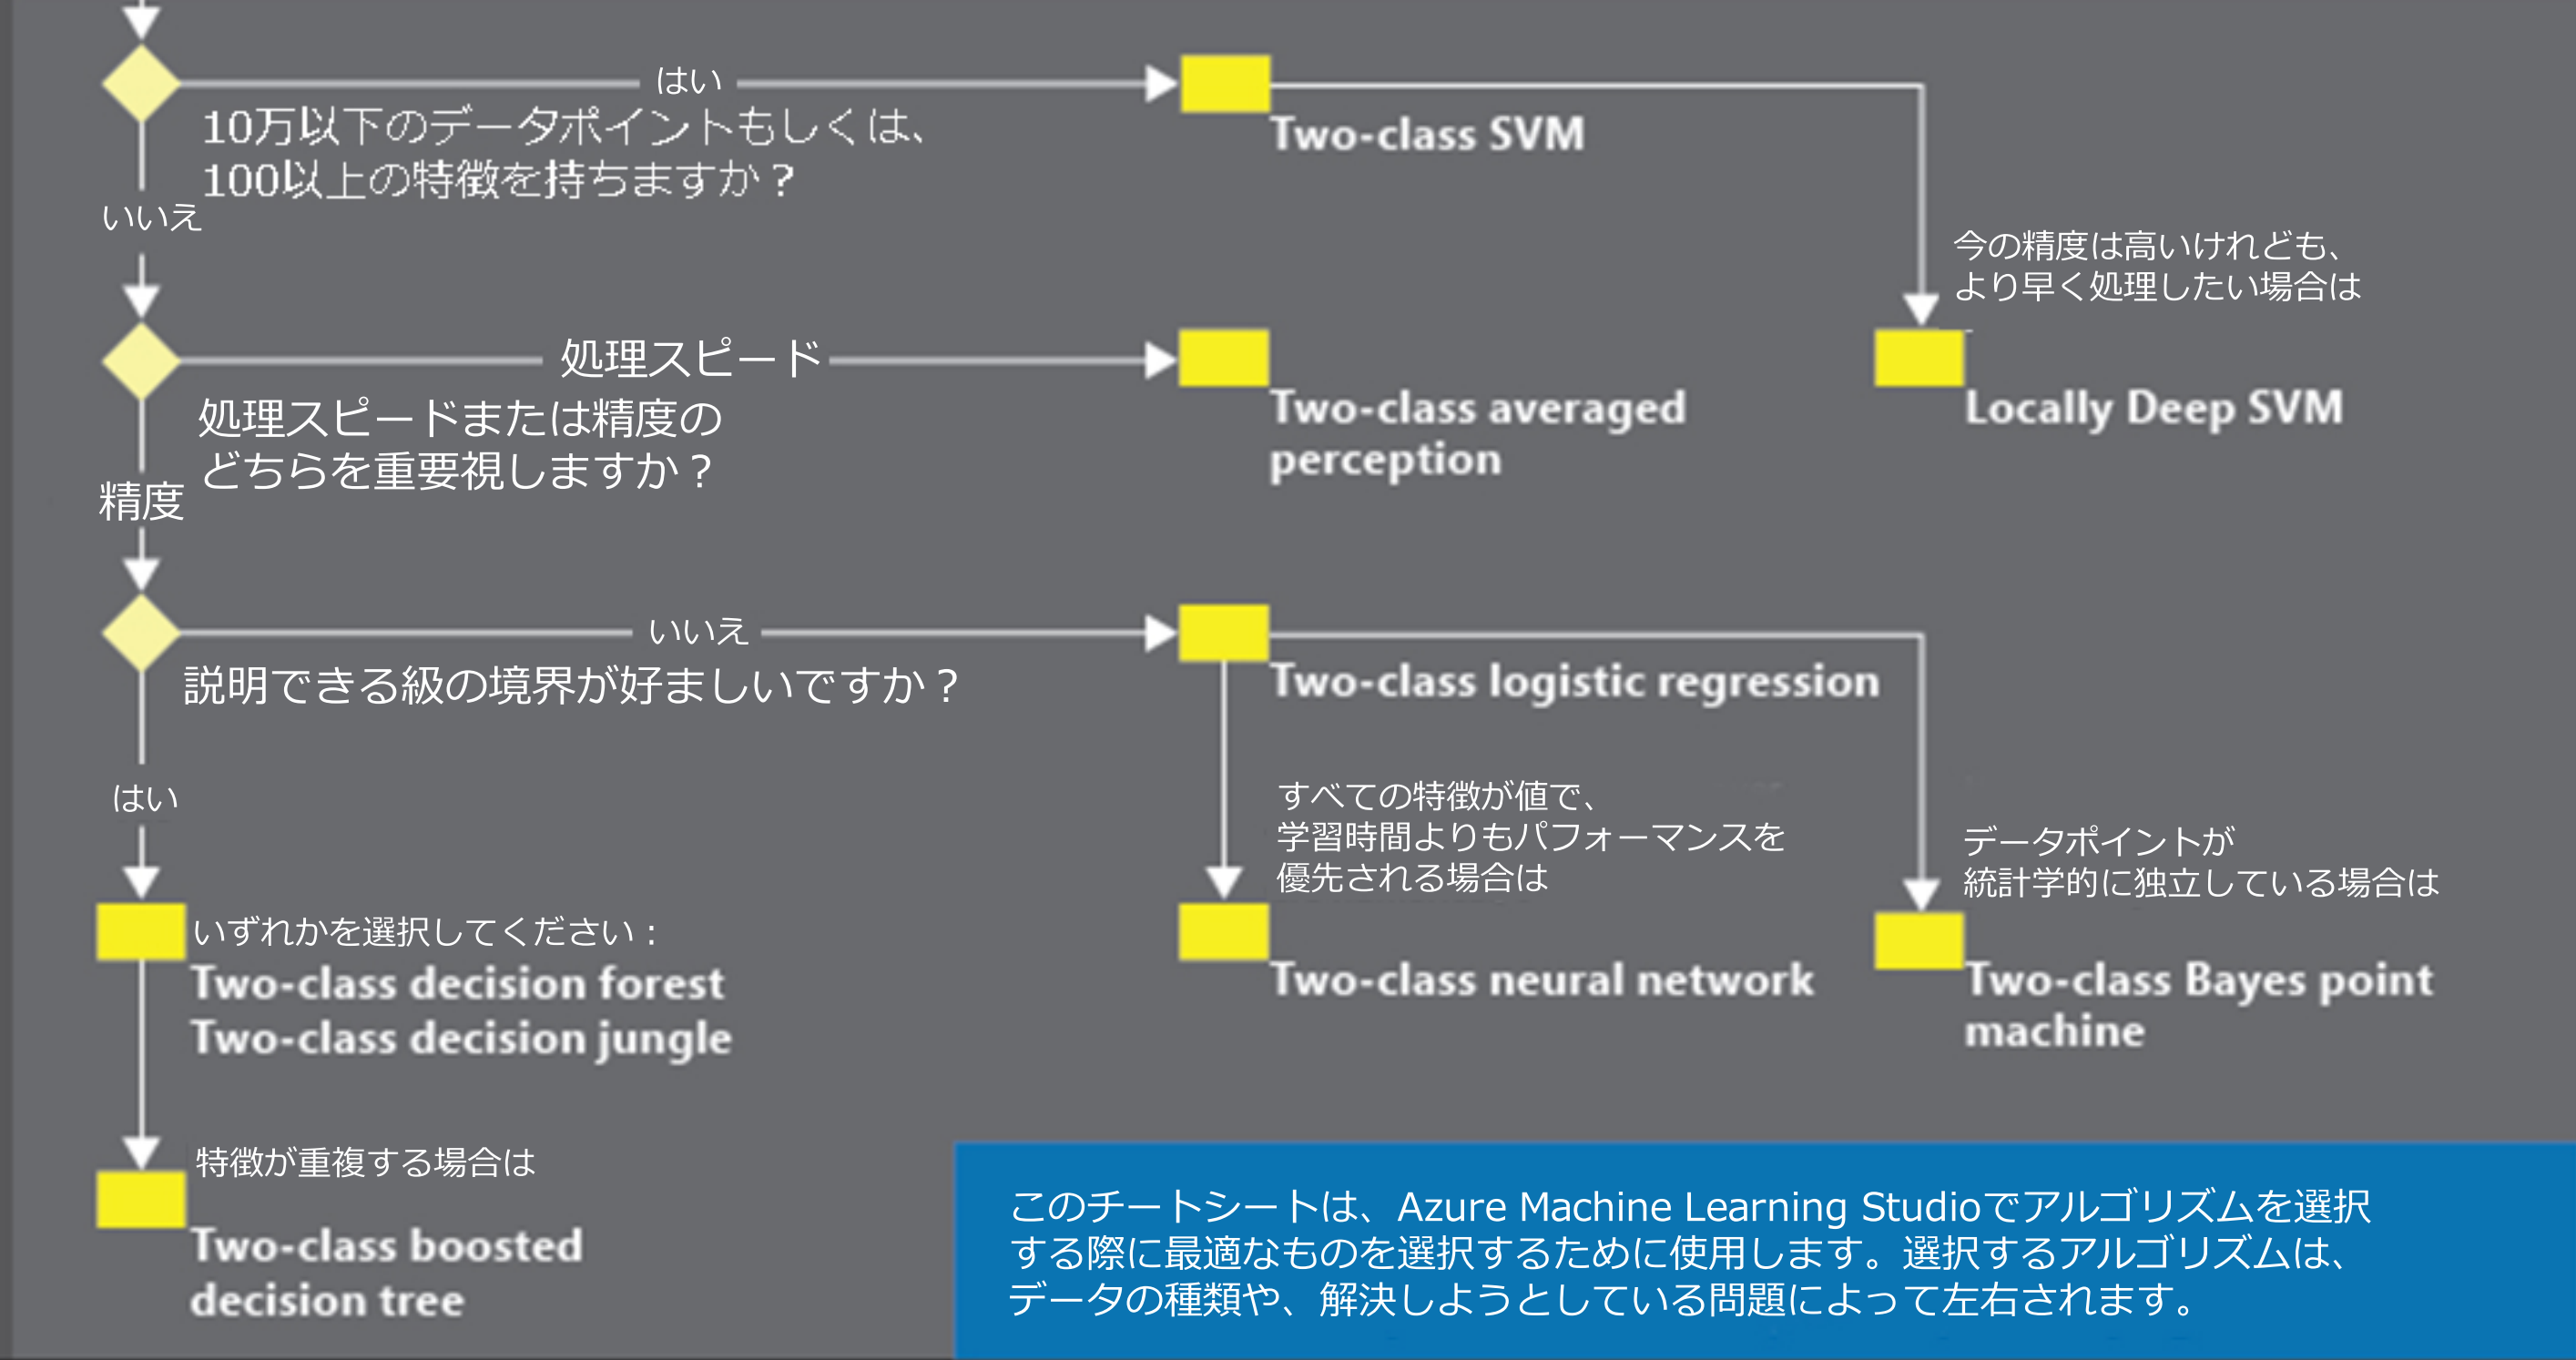 はい
10万以下のデータポイントもしくは、
100以上の特徴を持ちますか？
Two-class SVM
いいえ
今の精度は高いけれども、
より早く処理したい場合は
処理スピード
処理スピードまたは精度の
どちらを重要視しますか？
Two-class averaged
perception
Locally Deep SVM
精度
いいえ
説明できる級の境界が好ましいですか？
Two-class logistic regression
はい
すべての特徴が値で、
学習時間よりもパフォーマンスを
優先される場合は
データポイントが
統計学的に独立している場合は
いずれかを選択してください：
Two-class decision forest
Two-class decision jungle
Two-class neural network
Two-class Bayes point
machine
特徴が重複する場合は
Two-class boosted
decision tree
このチートシートは、Azure Machine Learning Studioでアルゴリズムを選択
する際に最適なものを選択するために使用します。選択するアルゴリズムは、
データの種類や、解決しようとしている問題によって左右されます。